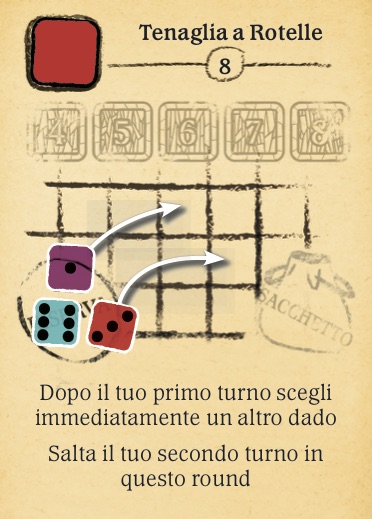 Tenaglia a Rotelle
8
4 5 6 7 8
SACCHETTO
Dopo il tuo primo turno scegli
immediatamente un altro dado
Salta il tuo secondo turno in
questo round